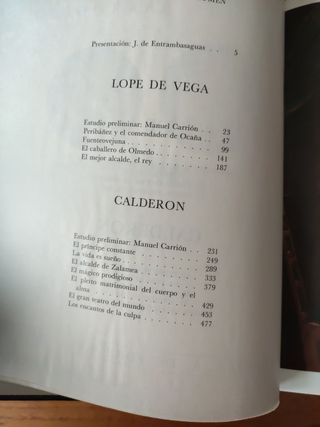 Presentación: J. de Entrambasaguas . . 5
LOPE DE VEGA
Estudio preliminar: Manuel Carrión . . 23
Peribáñez y el comendador de Ocaña . . 47
Fuenteovejuna . . . . . . . . . . 99
El caballero de Olmedo . . . . . . . 141
El mejor alcalde, el rey . . . . . . . 187
CALDERON
Estudio preliminar: Manuel Carrión . . 231
El príncipe constante . . . . . . . . 249
La vida es sueño . . . . . . . . . . 289
El alcalde de Zalamea . . . . . . . . 333
El mágico prodigioso . . . . . . . . 379
El pleito matrimonial del cuerpo y el
alma . . . . . . . . . . . . . 429
El gran teatro del mundo . . . . . . 453
Los encantos de la culpa . . . . . . . 477